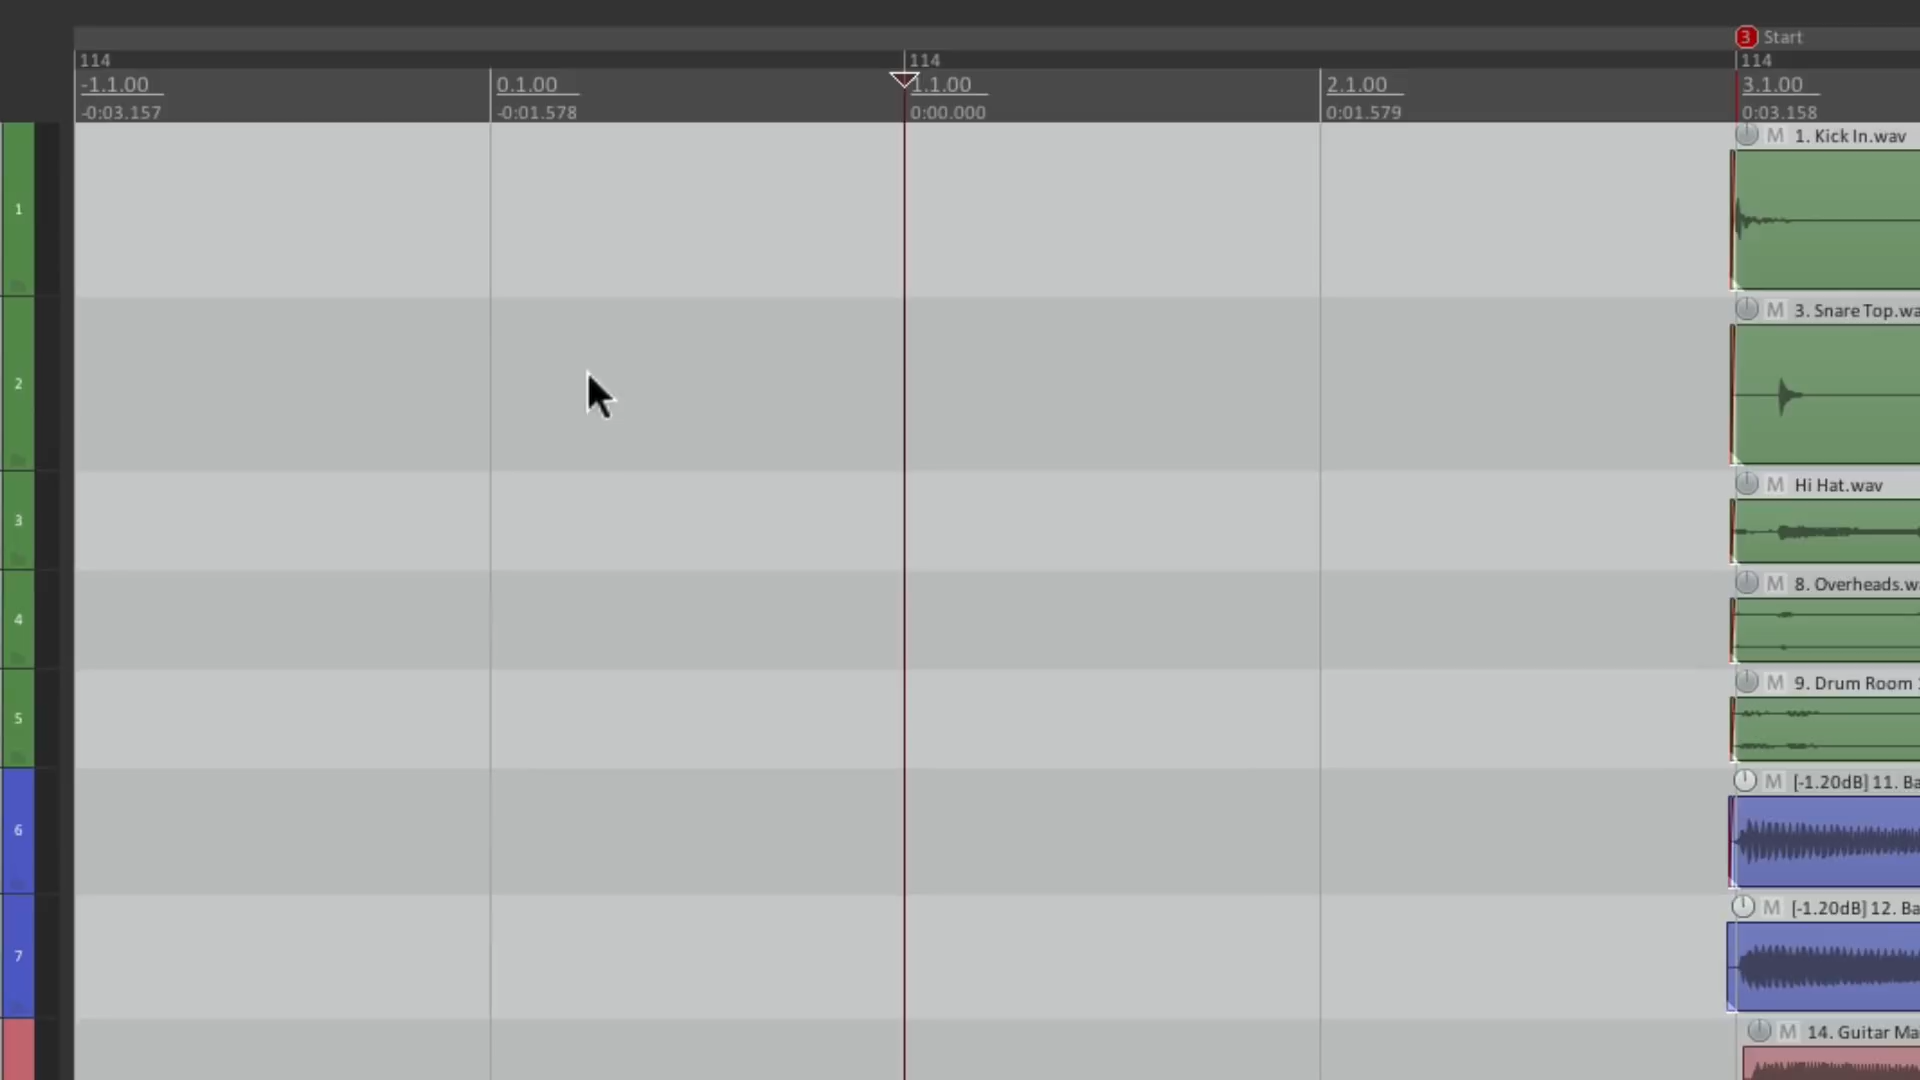 3 Start
114 114 114
-1.1.00 0.1.00 1.1.00 2.1.00 3.1.00
-0:03.157 -0:01.578 0:00.000 0:01.579 0:03.158
M 1. Kick In.wav
1
M 3. Snare Top.wa
2
M Hi Hat.wav
3
M 8. Overheads.w
4
M 9. Drum Room
5
M [-1.20dB] 11. Ba
6
M [-1.20dB] 12. Ba
7
M 14. Guitar Ma